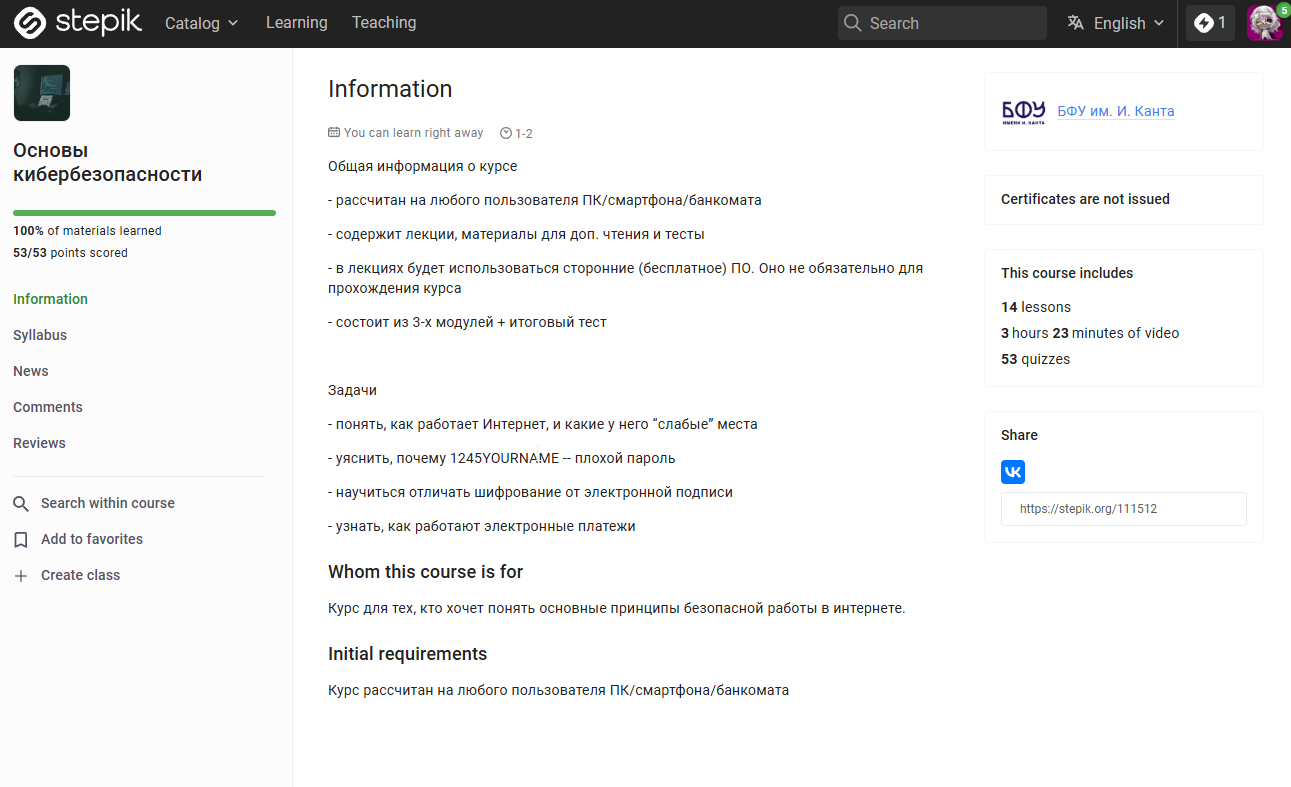 stepik
Catalog
Learning
Teaching
Search
English
1
5
Основы
кибербезопасности
100% of materials learned
53/53 points scored
Information
Syllabus
News
Comments
Reviews
Search within course
Add to favorites
Create class
Information
You can learn right away
1-2
Общая информация о курсе
- рассчитан на любого пользователя ПК/смартфона/банкомата
- содержит лекции, материалы для доп. чтения и тесты
- в лекциях будет использоваться сторонние (бесплатное) ПО. Оно не обязательно для
прохождения курса
- состоит из 3-х модулей + итоговый тест
Задачи
- понять, как работает Интернет, и какие у него “слабые” места
- уяснить, почему 1245YOURNAME -- плохой пароль
- научиться отличать шифрование от электронной подписи
- узнать, как работают электронные платежи
Whom this course is for
Курс для тех, кто хочет понять основные принципы безопасной работы в интернете.
Initial requirements
Курс рассчитан на любого пользователя ПК/смартфона/банкомата
БФУ
ИМЕНИ И. КАНТА
БФУ им. И. Канта
Certificates are not issued
This course includes
14 lessons
3 hours 23 minutes of video
53 quizzes
Share
https://stepik.org/111512